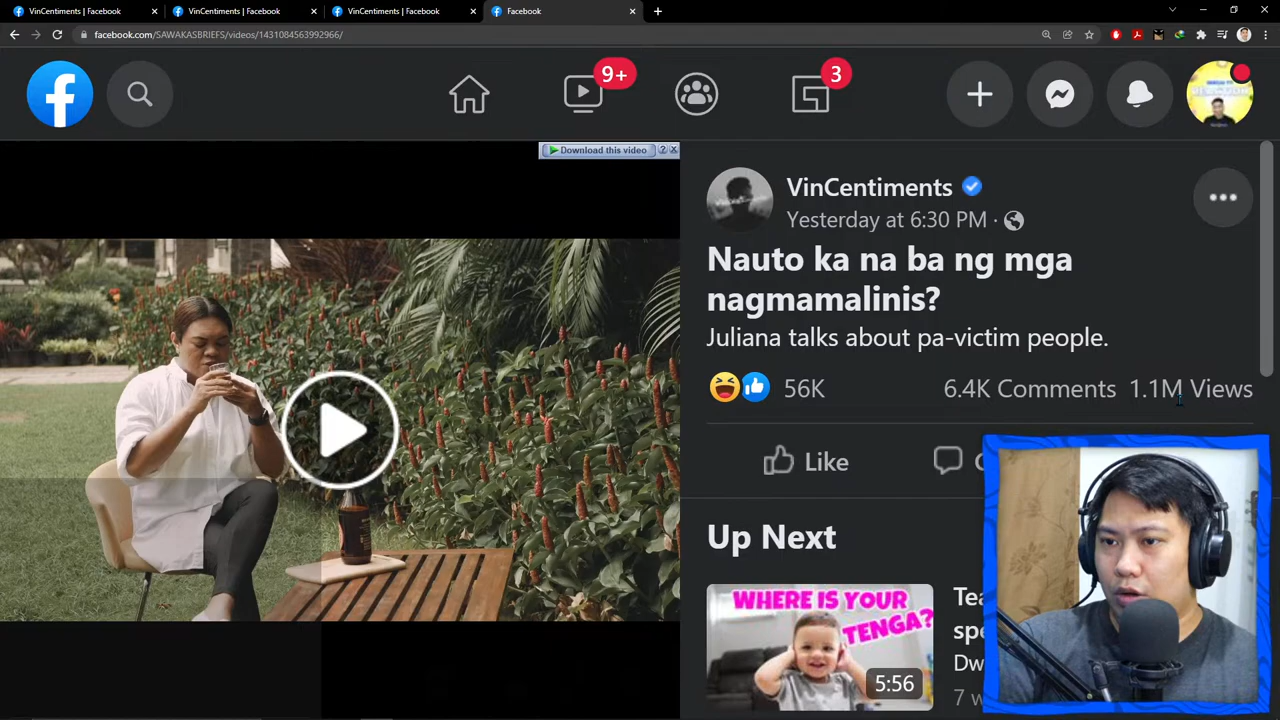 VinCentiments | Facebook
VinCentiments | Facebook
VinCentiments | Facebook
Facebook
facebook.com/SAWAKASBRIEFS/videos/1431084563992966/
9+
3
Download this video
VinCentiments
Yesterday at 6:30 PM ·
Nauto ka na ba ng mga
nagmamalinis?
Juliana talks about pa-victim people.
56K
6.4K Comments
1.1M Views
Like
Up Next
WHERE IS YOUR
TENGA?
5:56